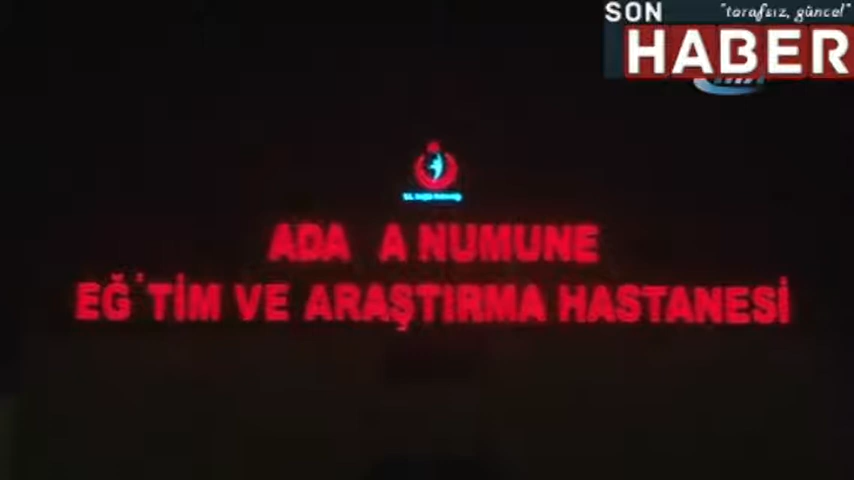 SON
"tarafsız, güncel"
HABER
ADA A NUMUNE
EĞ TİM VE ARAŞTIRMA HASTANESİ